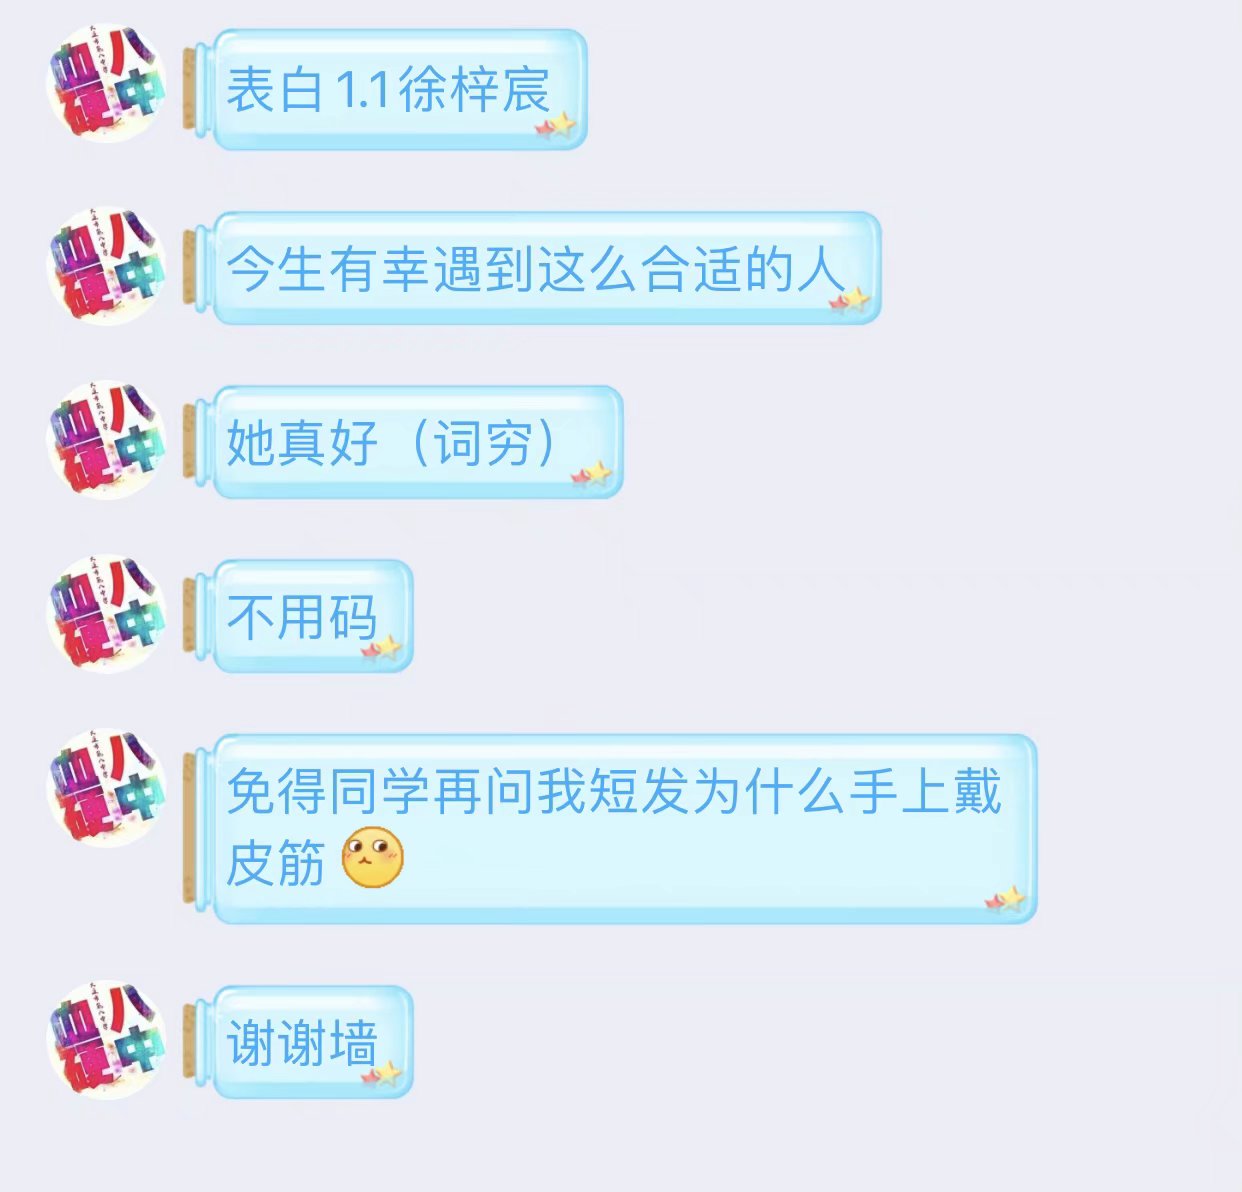 表白1.1徐梓宸
今生有幸遇到这么合适的人
她真好（词穷）
不用码
免得同学再问我短发为什么手上戴
皮筋
谢谢墙